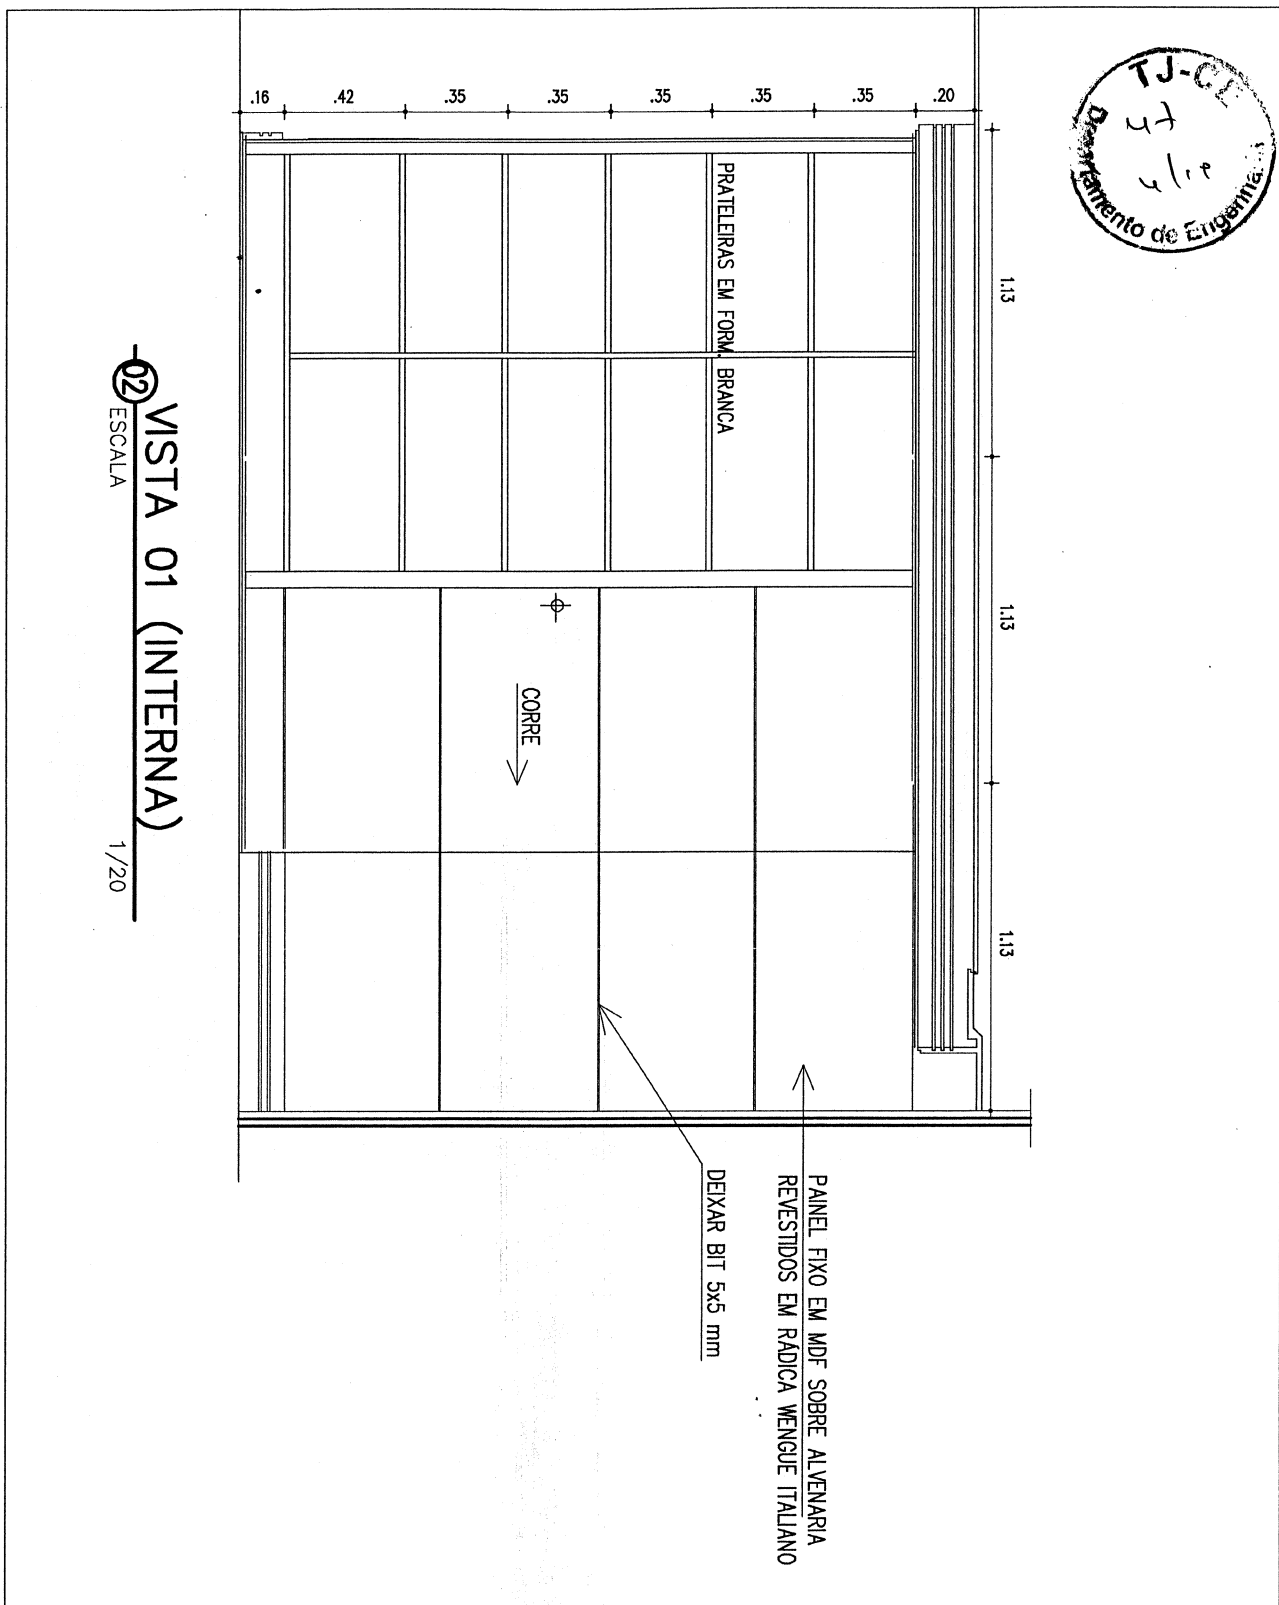 TJ-CE
Departamento de Engenharia
.16
.42
.35
.35
.35
.35
.35
.20
1.13
1.13
1.13
PRATELEIRAS EM FORM. BRANCA
CORRE
PAINEL FIXO EM MDF SOBRE ALVENARIA
REVESTIDOS EM RÁDICA WENGUE ITALIANO
DEIXAR BIT 5x5 mm
02 VISTA 01 (INTERNA)
ESCALA 1/20